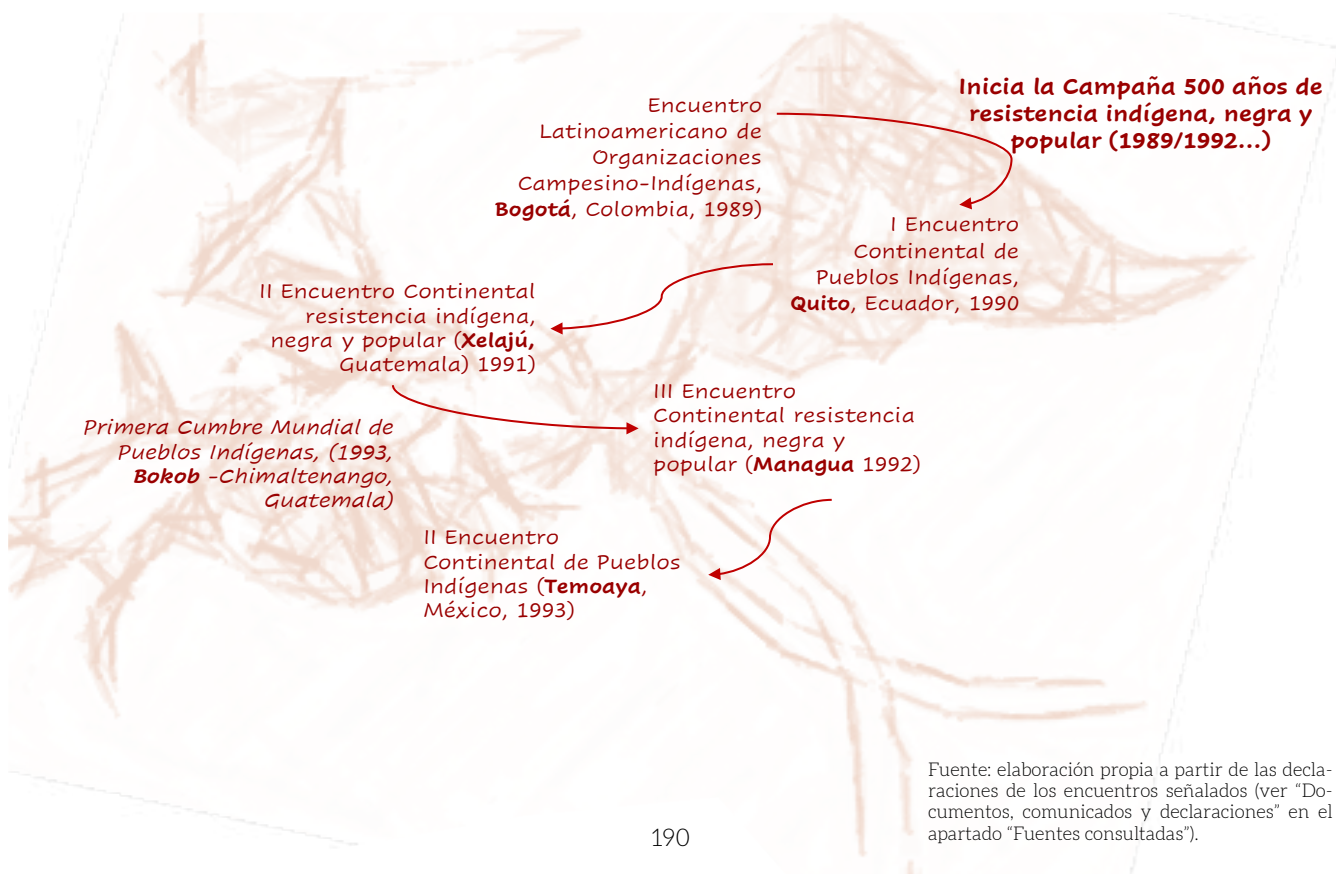 Inicia la Campaña 500 años de
resistencia indígena, negra y
popular (1989/1992...)
Encuentro
Latinoamericano de
Organizaciones
Campesino-Indígenas,
Bogotá, Colombia, 1989)
I Encuentro
Continental de
Pueblos Indígenas,
Quito, Ecuador, 1990
II Encuentro Continental
resistencia indígena,
negra y popular (Xelajú,
Guatemala) 1991)
III Encuentro
Continental resistencia
indígena, negra y
popular (Managua 1992)
Primera Cumbre Mundial de
Pueblos Indígenas, (1993,
Bokob -Chimaltenango,
Guatemala)
II Encuentro
Continental de Pueblos
Indígenas (Temoaya,
México, 1993)
Fuente: elaboración propia a partir de las decla-
raciones de los encuentros señalados (ver “Do-
cumentos, comunicados y declaraciones” en el
apartado “Fuentes consultadas”).
190